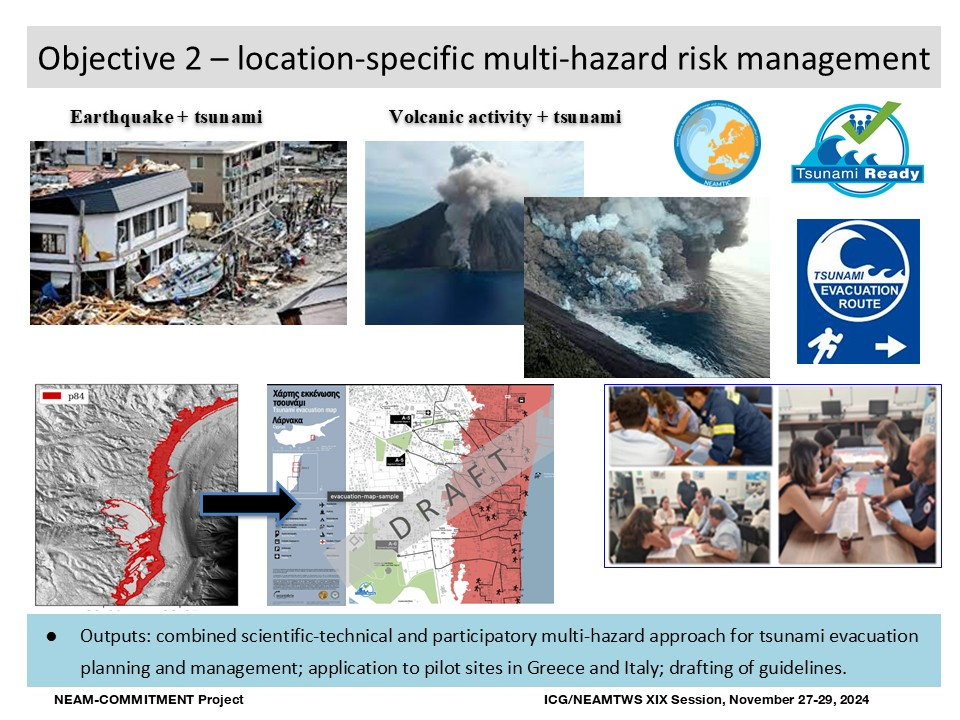 Objective 2 – location-specific multi-hazard risk management
Earthquake + tsunami
Volcanic activity + tsunami
NEAMTIC
Tsunami Ready
TSUNAMI
EVACUATION
ROUTE
p84
Χάρτης εκκένωσης
τσουνάμι
Tsunami evacuation map
Λάρνακα
evacuation-map-sample
DRAFT
● Outputs: combined scientific-technical and participatory multi-hazard approach for tsunami evacuation
planning and management; application to pilot sites in Greece and Italy; drafting of guidelines.
NEAM-COMMITMENT Project
ICG/NEAMTWS XIX Session, November 27-29, 2024